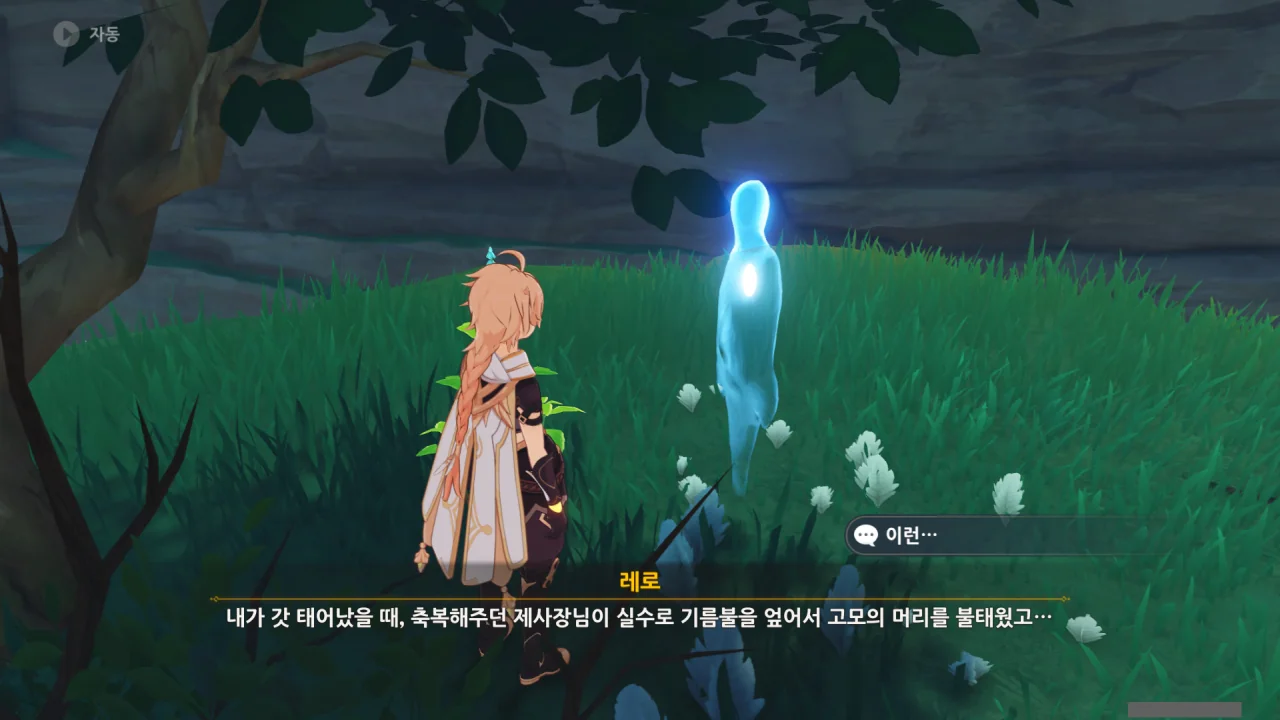 자동
이런…
레로
내가 갓 태어났을 때, 축복해주던 제사장님이 실수로 기름불을 엎어서 고모의 머리를 불태웠고…